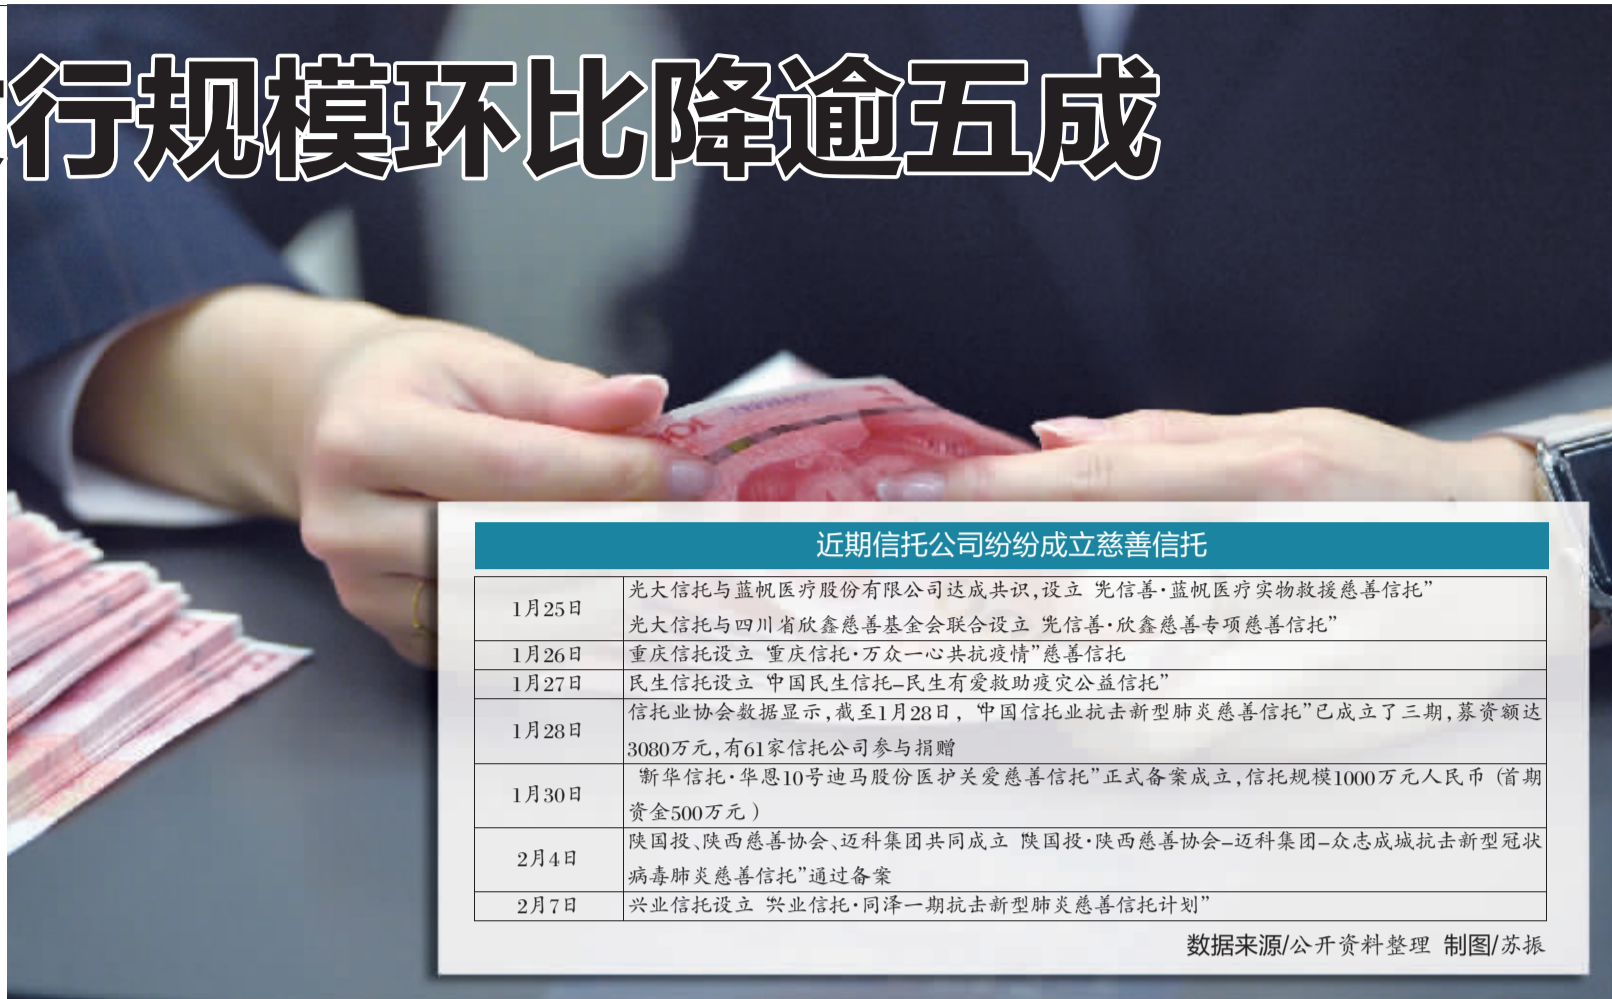 行规模环比降逾五成
近期信托公司纷纷成立慈善信托
1月25日
光大信托与蓝帆医疗股份有限公司达成共识,设立“光信善·蓝帆医疗实物救援慈善信托”
光大信托与四川省欣鑫慈善基金会联合设立“光信善·欣鑫慈善专项慈善信托”
1月26日
重庆信托设立“重庆信托·万众一心共抗疫情”慈善信托
1月27日
民生信托设立“中国民生信托–民生有爱救助疫灾公益信托”
1月28日
信托业协会数据显示,截至1月28日,“中国信托业抗击新型肺炎慈善信托”已成立了三期,募资额达
3080万元,有61家信托公司参与捐赠
1月30日
“新华信托·华恩10号迪马股份医护关爱慈善信托”正式备案成立,信托规模1000万元人民币(首期
资金500万元)
2月4日
陕国投、陕西慈善协会、迈科集团共同成立“陕国投·陕西慈善协会–迈科集团–众志成城抗击新型冠状
病毒肺炎慈善信托”通过备案
2月7日
兴业信托设立“兴业信托·同泽一期抗击新型肺炎慈善信托计划”
数据来源/公开资料整理 制图/苏振